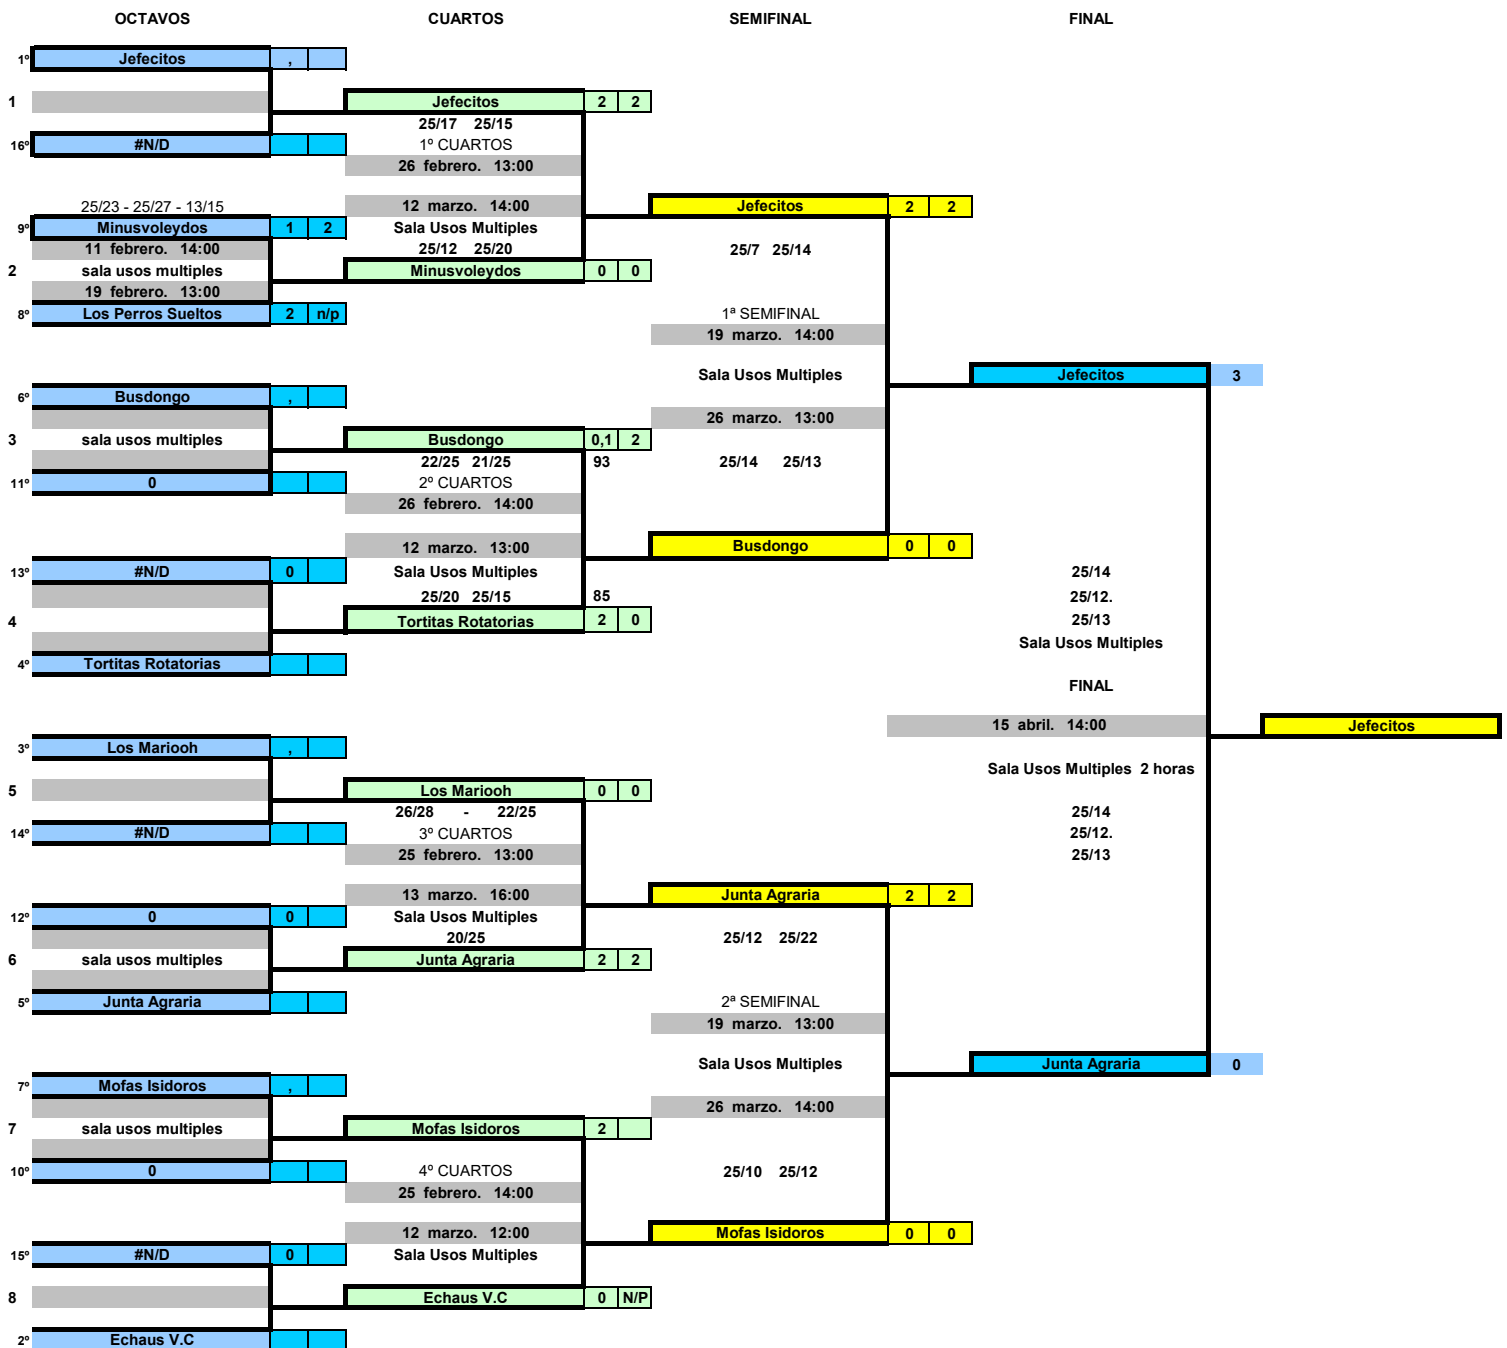 OCTAVOS CUARTOS SEMIFINAL FINAL
1º Jefecitos ,
1 Jefecitos 2 2
25/17 25/15
16º #N/D 1º CUARTOS
26 febrero. 13:00
25/23 - 25/27 - 13/15 12 marzo. 14:00 Jefecitos 2 2
9º Minusvoleydos 1 2 Sala Usos Multiples
11 febrero. 14:00 25/12 25/20 25/7 25/14
2 sala usos multiples Minusvoleydos 0 0
19 febrero. 13:00
8º Los Perros Sueltos 2 n/p 1ª SEMIFINAL
19 marzo. 14:00
Sala Usos Multiples Jefecitos 3
6º Busdongo ,
26 marzo. 13:00
3 sala usos multiples Busdongo 0,1 2
22/25 21/25 93 25/14 25/13
11º 0 2º CUARTOS
26 febrero. 14:00
12 marzo. 13:00 Busdongo 0 0
13º #N/D 0 Sala Usos Multiples 25/14
25/20 25/15 85 25/12.
4 Tortitas Rotatorias 2 0 25/13
Sala Usos Multiples
4º Tortitas Rotatorias
FINAL
15 abril. 14:00 Jefecitos
3º Los Mariooh ,
Sala Usos Multiples 2 horas
5 Los Mariooh 0 0
26/28 - 22/25 25/14
14º #N/D 3º CUARTOS 25/12.
25 febrero. 13:00 25/13
13 marzo. 16:00 Junta Agraria 2 2
12º 0 0 Sala Usos Multiples
20/25 25/12 25/22
6 sala usos multiples Junta Agraria 2 2
5º Junta Agraria 2ª SEMIFINAL
19 marzo. 13:00
Sala Usos Multiples Junta Agraria 0
7º Mofas Isidoros ,
26 marzo. 14:00
7 sala usos multiples Mofas Isidoros 2
10º 0 4º CUARTOS 25/10 25/12
25 febrero. 14:00
12 marzo. 12:00 Mofas Isidoros 0 0
15º #N/D 0 Sala Usos Multiples
8 Echaus V.C 0 N/P
2º Echaus V.C